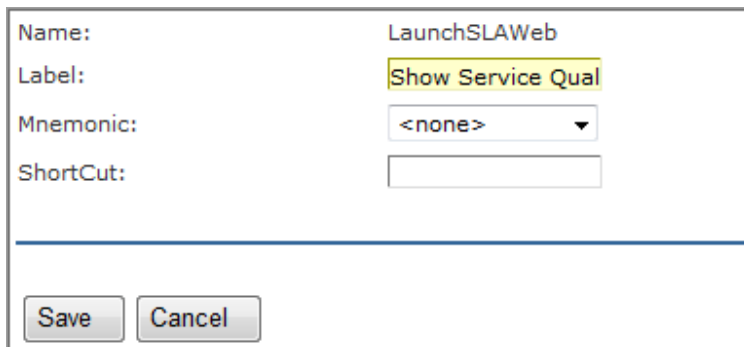 Name: LaunchSLAWeb
Label: Show Service Qual
Mnemonic: <none>
ShortCut:
Save Cancel